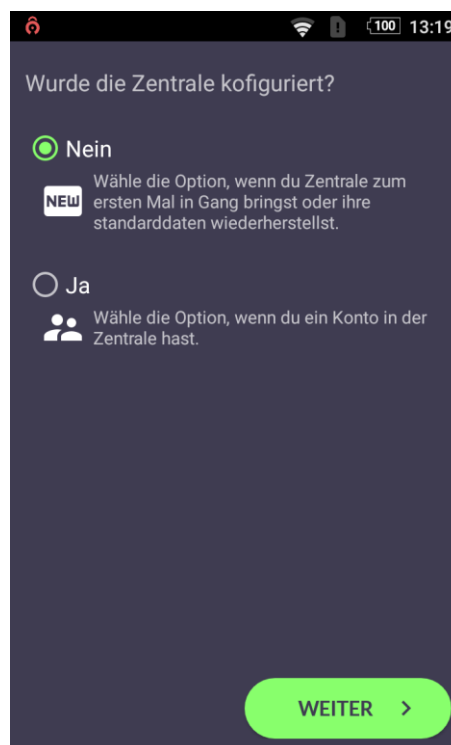 100 13:19
Wurde die Zentrale kofiguriert?
Nein
NEW
Wähle die Option, wenn du Zentrale zum
ersten Mal in Gang bringst oder ihre
standarddaten wiederherstellst.
Ja
Wähle die Option, wenn du ein Konto in der
Zentrale hast.
WEITER